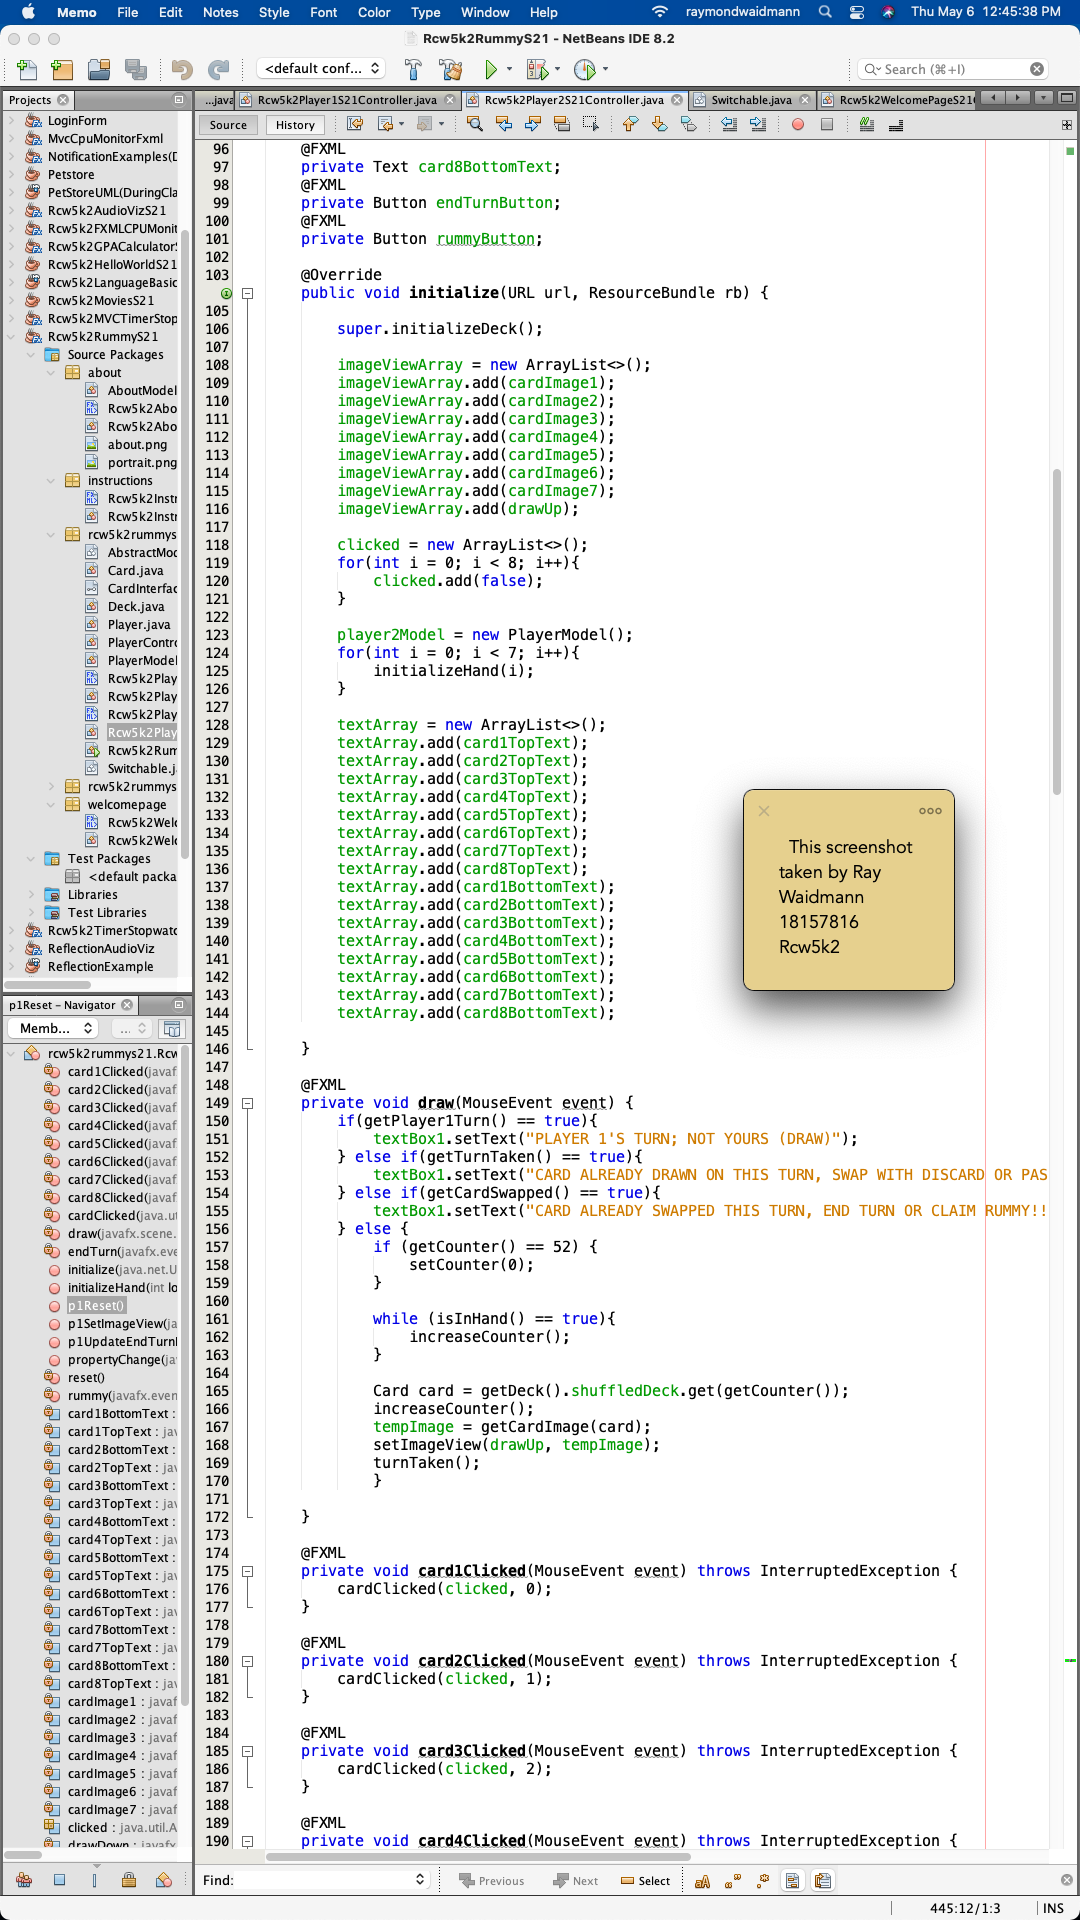 Memo File Edit Notes Style Font Color Type Window Help raymondwaidmann Thu May 6 12:45:38 PM
Rcw5k2RummyS21 - NetBeans IDE 8.2
<default conf... Search (⌘+I)
Projects
...java Rcw5k2Player1S21Controller.java Rcw5k2Player2S21Controller.java Switchable.java Rcw5k2WelcomePageS21
Source History
LoginForm
MvcCpuMonitorFxml
NotificationExamples(D
Petstore
PetStoreUML(DuringCla
Rcw5k2AudioVizS21
Rcw5k2FXMLCPUMonit
Rcw5k2GPACalculatorS
Rcw5k2HelloWorldS21
Rcw5k2LanguageBasic
Rcw5k2MoviesS21
Rcw5k2MVCTimerStop
Rcw5k2RummyS21
Source Packages
about
AboutModel
Rcw5k2Abo
Rcw5k2Abo
about.png
portrait.png
instructions
Rcw5k2Instr
Rcw5k2Instr
rcw5k2rummys
AbstractMod
Card.java
CardInterfac
Deck.java
Player.java
PlayerContro
PlayerModel
Rcw5k2Play
Rcw5k2Play
Rcw5k2Play
Rcw5k2Play
Rcw5k2Rum
Switchable.j
rcw5k2rummys
welcomepage
Rcw5k2Welc
Rcw5k2Welc
Test Packages
<default packa
Libraries
Test Libraries
Rcw5k2TimerStopwatc
ReflectionAudioViz
ReflectionExample
p1Reset - Navigator
Memb... ...
rcw5k2rummys21.Rcw
card1Clicked(javaf
card2Clicked(javaf
card3Clicked(javaf
card4Clicked(javaf
card5Clicked(javaf
card6Clicked(javaf
card7Clicked(javaf
card8Clicked(javaf
cardClicked(java.ut
draw(javafx.scene.
endTurn(javafx.eve
initialize(java.net.U
initializeHand(int lo
p1Reset()
p1SetImageView(ja
p1UpdateEndTurnl
propertyChange(ja
reset()
rummy(javafx.even
card1BottomText :
card1TopText : jav
card2BottomText :
card2TopText : jav
card3BottomText :
card3TopText : jav
card4BottomText :
card4TopText : jav
card5BottomText :
card5TopText : jav
card6BottomText :
card6TopText : jav
card7BottomText :
card7TopText : jav
card8BottomText :
card8TopText : jav
cardImage1 : javaf
cardImage2 : javaf
cardImage3 : javaf
cardImage4 : javaf
cardImage5 : javaf
cardImage6 : javaf
cardImage7 : javaf
clicked : java.util.A
drawDown : javafx
96 @FXML
97 private Text card8BottomText;
98 @FXML
99 private Button endTurnButton;
100 @FXML
101 private Button rummyButton;
102
103 @Override
public void initialize(URL url, ResourceBundle rb) {
105
106 super.initializeDeck();
107
108 imageViewArray = new ArrayList<>();
109 imageViewArray.add(cardImage1);
110 imageViewArray.add(cardImage2);
111 imageViewArray.add(cardImage3);
112 imageViewArray.add(cardImage4);
113 imageViewArray.add(cardImage5);
114 imageViewArray.add(cardImage6);
115 imageViewArray.add(cardImage7);
116 imageViewArray.add(drawUp);
117
118 clicked = new ArrayList<>();
119 for(int i = 0; i < 8; i++){
120 clicked.add(false);
121 }
122
123 player2Model = new PlayerModel();
124 for(int i = 0; i < 7; i++){
125 initializeHand(i);
126 }
127
128 textArray = new ArrayList<>();
129 textArray.add(card1TopText);
130 textArray.add(card2TopText);
131 textArray.add(card3TopText);
132 textArray.add(card4TopText);
133 textArray.add(card5TopText);
134 textArray.add(card6TopText);
135 textArray.add(card7TopText);
136 textArray.add(card8TopText);
137 textArray.add(card1BottomText);
138 textArray.add(card2BottomText);
139 textArray.add(card3BottomText);
140 textArray.add(card4BottomText);
141 textArray.add(card5BottomText);
142 textArray.add(card6BottomText);
143 textArray.add(card7BottomText);
144 textArray.add(card8BottomText);
145
146 }
147
148 @FXML
149 private void draw(MouseEvent event) {
150 if(getPlayer1Turn() == true){
151 textBox1.setText("PLAYER 1'S TURN; NOT YOURS (DRAW)");
152 } else if(getTurnTaken() == true){
153 textBox1.setText("CARD ALREADY DRAWN ON THIS TURN, SWAP WITH DISCARD OR PAS
154 } else if(getCardSwapped() == true){
155 textBox1.setText("CARD ALREADY SWAPPED THIS TURN, END TURN OR CLAIM RUMMY!!
156 } else {
157 if (getCounter() == 52) {
158 setCounter(0);
159 }
160
161 while (isInHand() == true){
162 increaseCounter();
163 }
164
165 Card card = getDeck().shuffledDeck.get(getCounter());
166 increaseCounter();
167 tempImage = getCardImage(card);
168 setImageView(drawUp, tempImage);
169 turnTaken();
170 }
171
172 }
173
174 @FXML
175 private void card1Clicked(MouseEvent event) throws InterruptedException {
176 cardClicked(clicked, 0);
177 }
178
179 @FXML
180 private void card2Clicked(MouseEvent event) throws InterruptedException {
181 cardClicked(clicked, 1);
182 }
183
184 @FXML
185 private void card3Clicked(MouseEvent event) throws InterruptedException {
186 cardClicked(clicked, 2);
187 }
188
189 @FXML
190 private void card4Clicked(MouseEvent event) throws InterruptedException {
This screenshot
taken by Ray
Waidmann
18157816
Rcw5k2
Find: Previous Next Select
445:12/1:3 INS